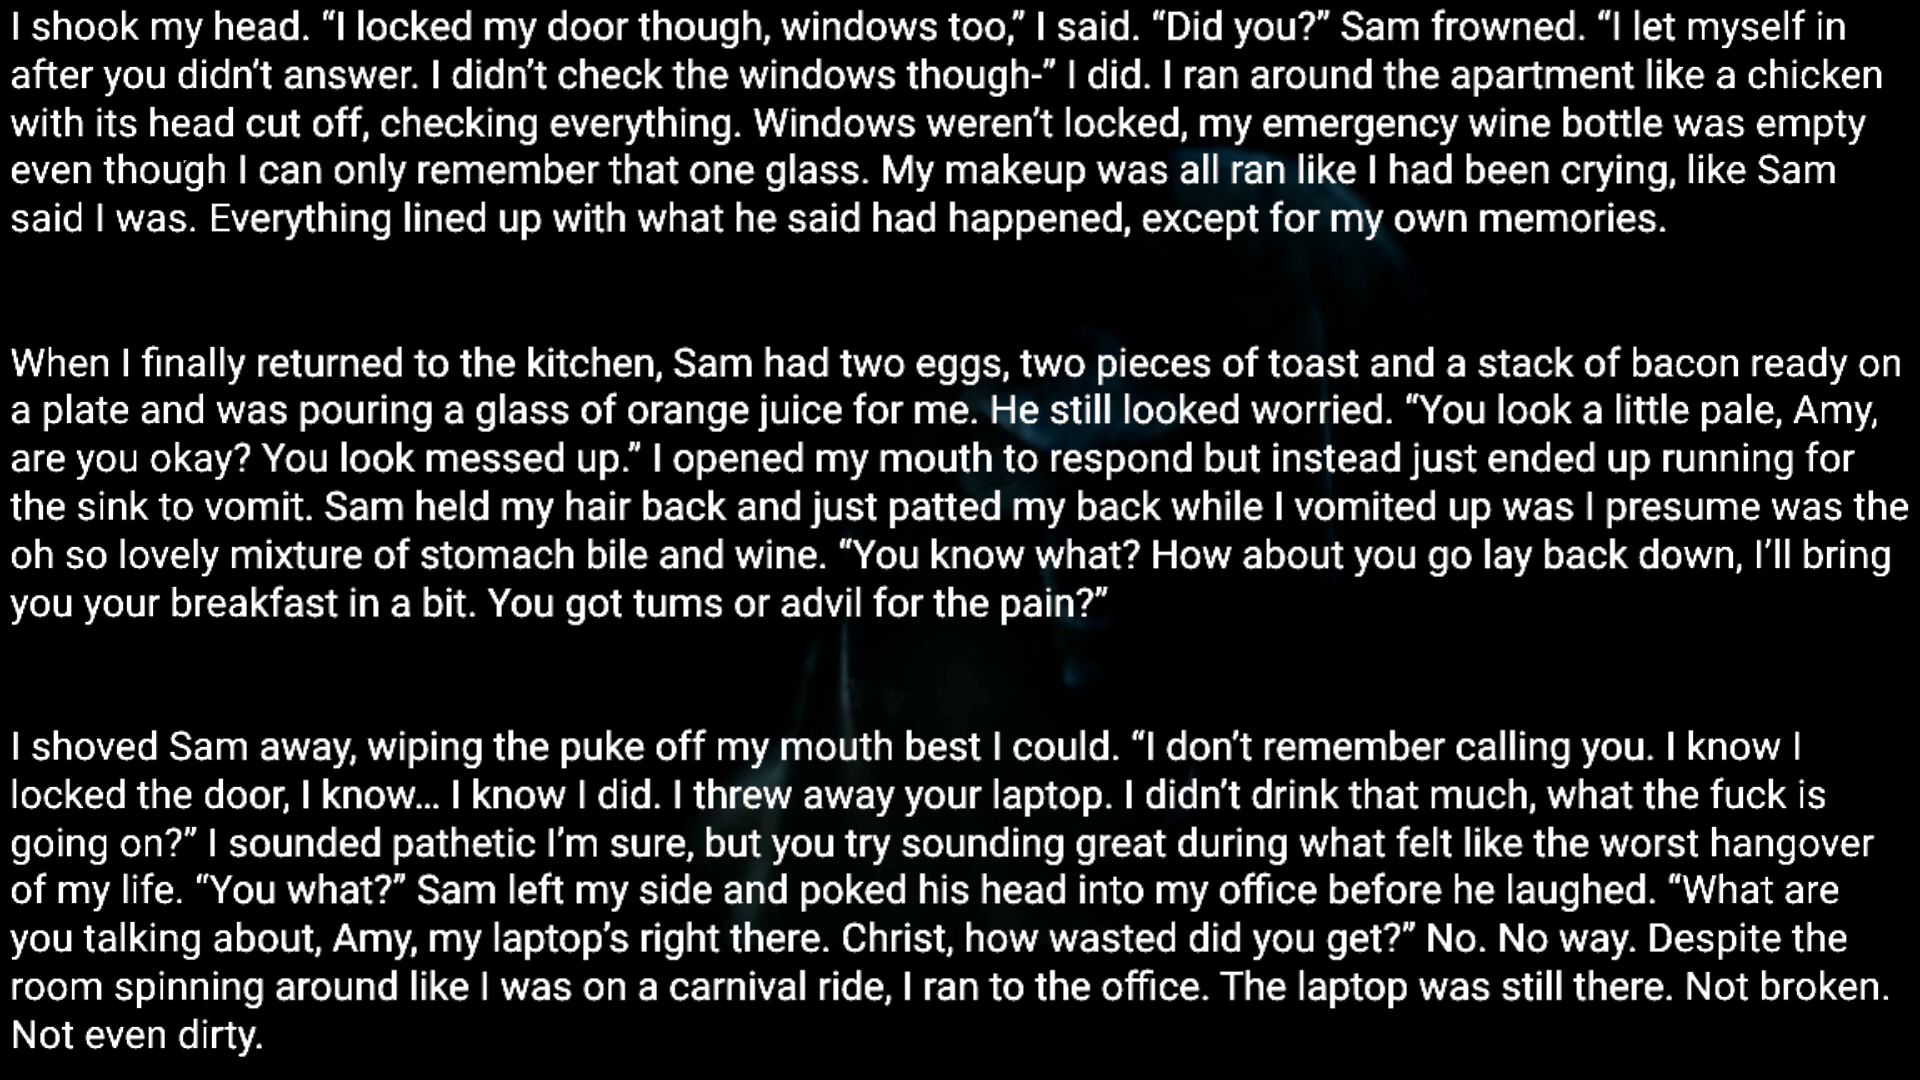 I shook my head. “I locked my door though, windows too,” I said. “Did you?” Sam frowned. “I let myself in
after you didn’t answer. I didn’t check the windows though-” I did. I ran around the apartment like a chicken
with its head cut off, checking everything. Windows weren’t locked, my emergency wine bottle was empty
even though I can only remember that one glass. My makeup was all ran like I had been crying, like Sam
said I was. Everything lined up with what he said had happened, except for my own memories.
When I finally returned to the kitchen, Sam had two eggs, two pieces of toast and a stack of bacon ready on
a plate and was pouring a glass of orange juice for me. He still looked worried. “You look a little pale, Amy,
are you okay? You look messed up.” I opened my mouth to respond but instead just ended up running for
the sink to vomit. Sam held my hair back and just patted my back while I vomited up was I presume was the
oh so lovely mixture of stomach bile and wine. “You know what? How about you go lay back down, I’ll bring
you your breakfast in a bit. You got tums or advil for the pain?”
I shoved Sam away, wiping the puke off my mouth best I could. “I don’t remember calling you. I know I
locked the door, I know… I know I did. I threw away your laptop. I didn’t drink that much, what the fuck is
going on?” I sounded pathetic I’m sure, but you try sounding great during what felt like the worst hangover
of my life. “You what?” Sam left my side and poked his head into my office before he laughed. “What are
you talking about, Amy, my laptop’s right there. Christ, how wasted did you get?” No. No way. Despite the
room spinning around like I was on a carnival ride, I ran to the office. The laptop was still there. Not broken.
Not even dirty.